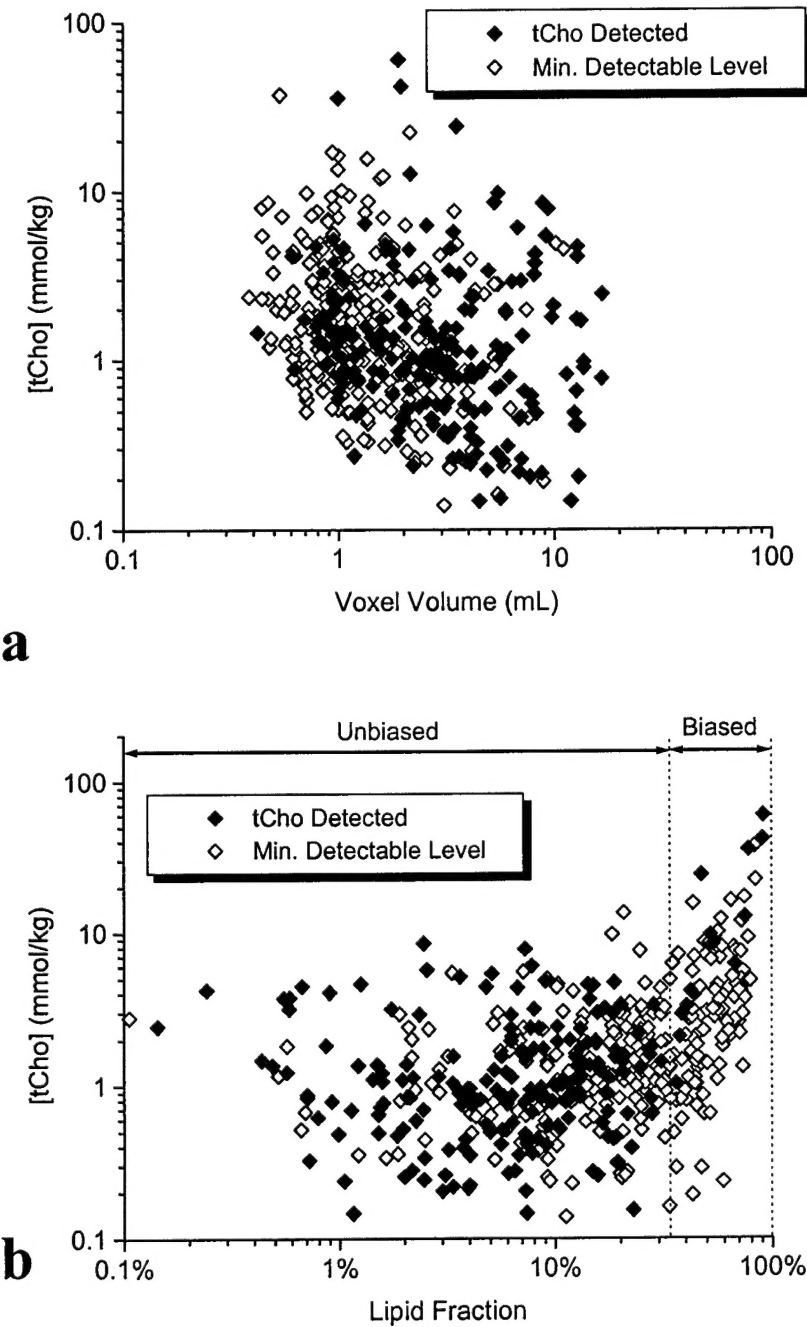 100
10
1
0.1
[tCho] (mmol/kg)
tCho Detected
Min. Detectable Level
0.1 1 10 100
Voxel Volume (mL)
a
Unbiased Biased
100
10
1
0.1
[tCho] (mmol/kg)
tCho Detected
Min. Detectable Level
0.1% 1% 10% 100%
Lipid Fraction
b